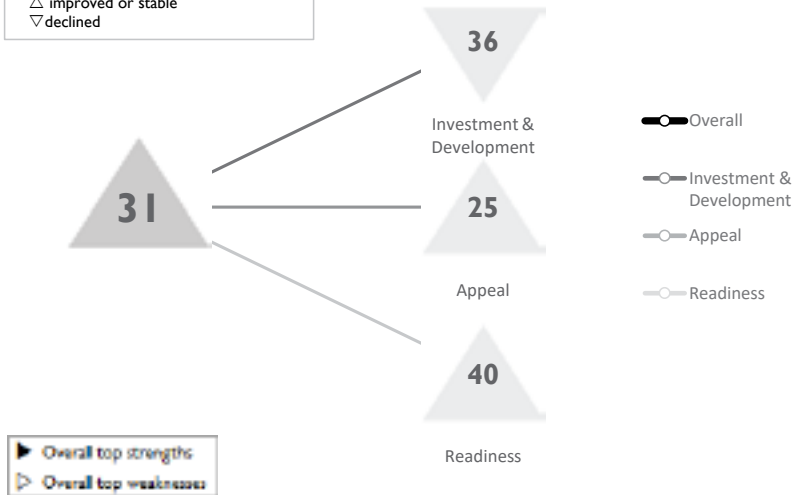 △ improved or stable
▽ declined
36
Investment &
Development
31
25
Appeal
40
Readiness
Overall
Investment &
Development
Appeal
Readiness
▶ Overall top strengths
▷ Overall top weaknesses